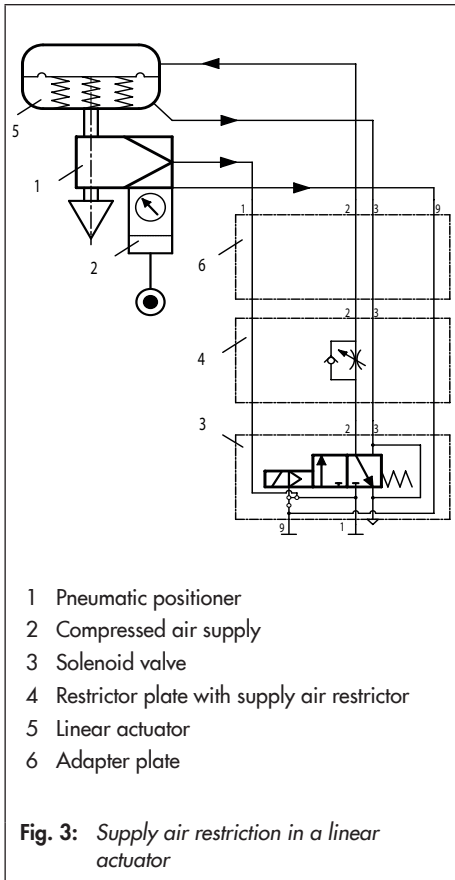 5
1
2
1
2
3
9
6
2
3
4
3
2
3
9
1
1 Pneumatic positioner
2 Compressed air supply
3 Solenoid valve
4 Restrictor plate with supply air restrictor
5 Linear actuator
6 Adapter plate
Fig. 3: Supply air restriction in a linear
actuator